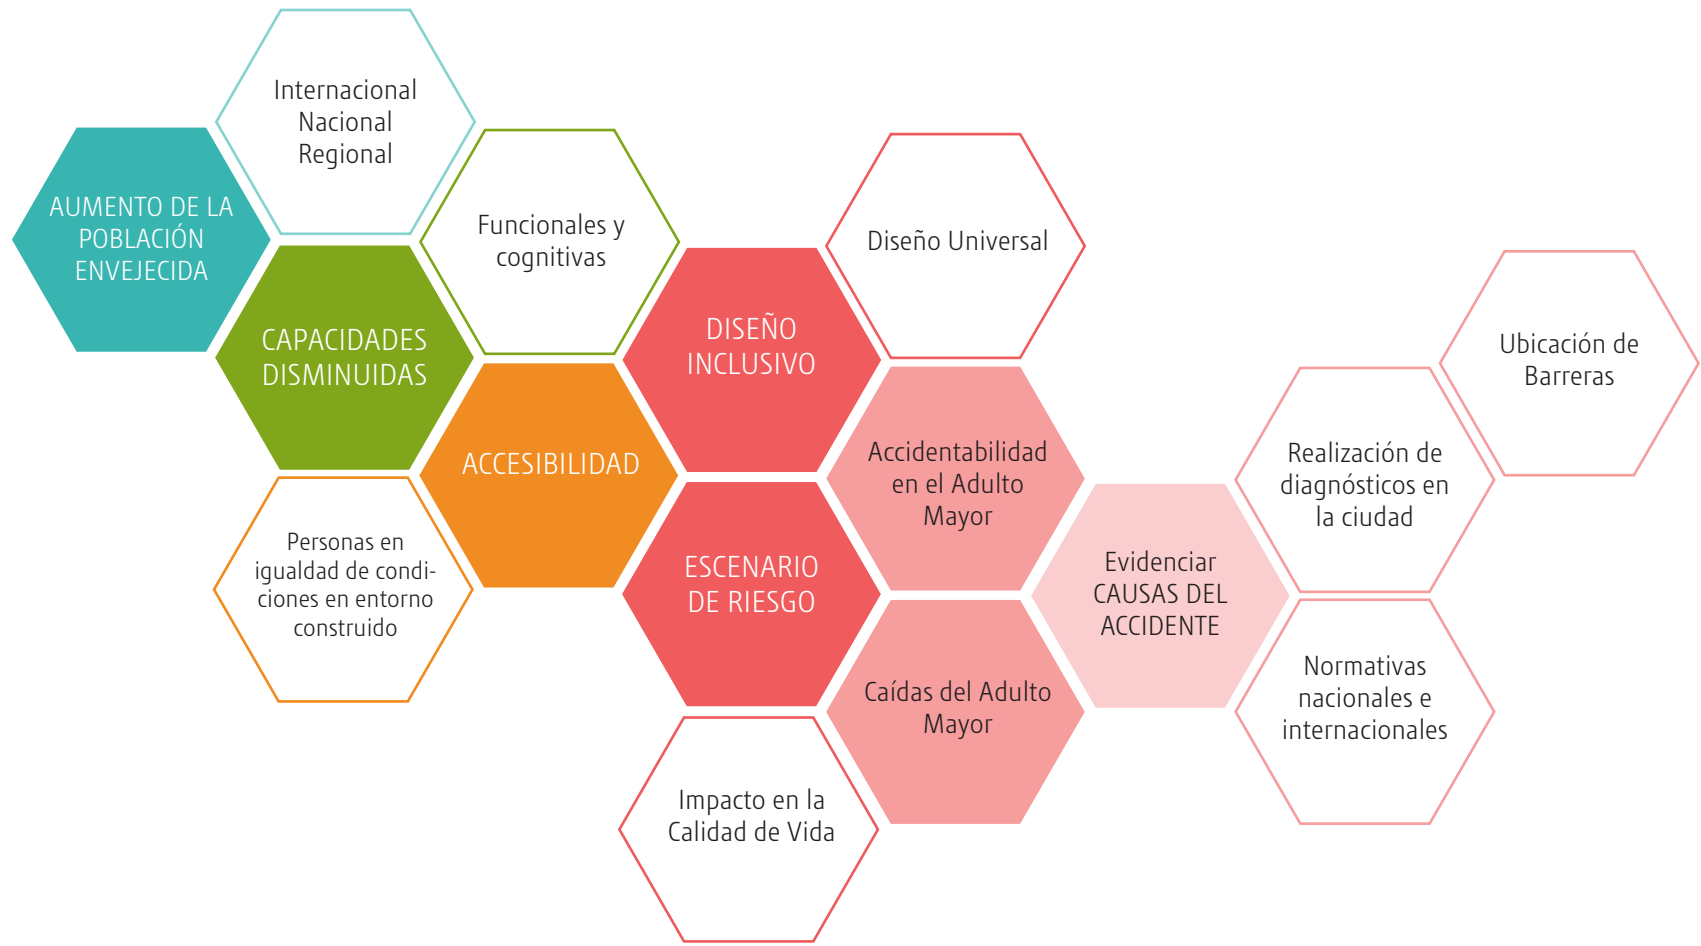 Internacional
Nacional
Regional
AUMENTO DE LA
POBLACIÓN
ENVEJECIDA
Funcionales y
cognitivas
CAPACIDADES
DISMINUIDAS
ACCESIBILIDAD
Personas en
igualdad de condi-
ciones en entorno
construido
Diseño Universal
DISEÑO
INCLUSIVO
Accidentabilidad
en el Adulto
Mayor
ESCENARIO
DE RIESGO
Caídas del Adulto
Mayor
Impacto en la
Calidad de Vida
Evidenciar
CAUSAS DEL
ACCIDENTE
Ubicación de
Barreras
Realización de
diagnósticos en
la ciudad
Normativas
nacionales e
internacionales